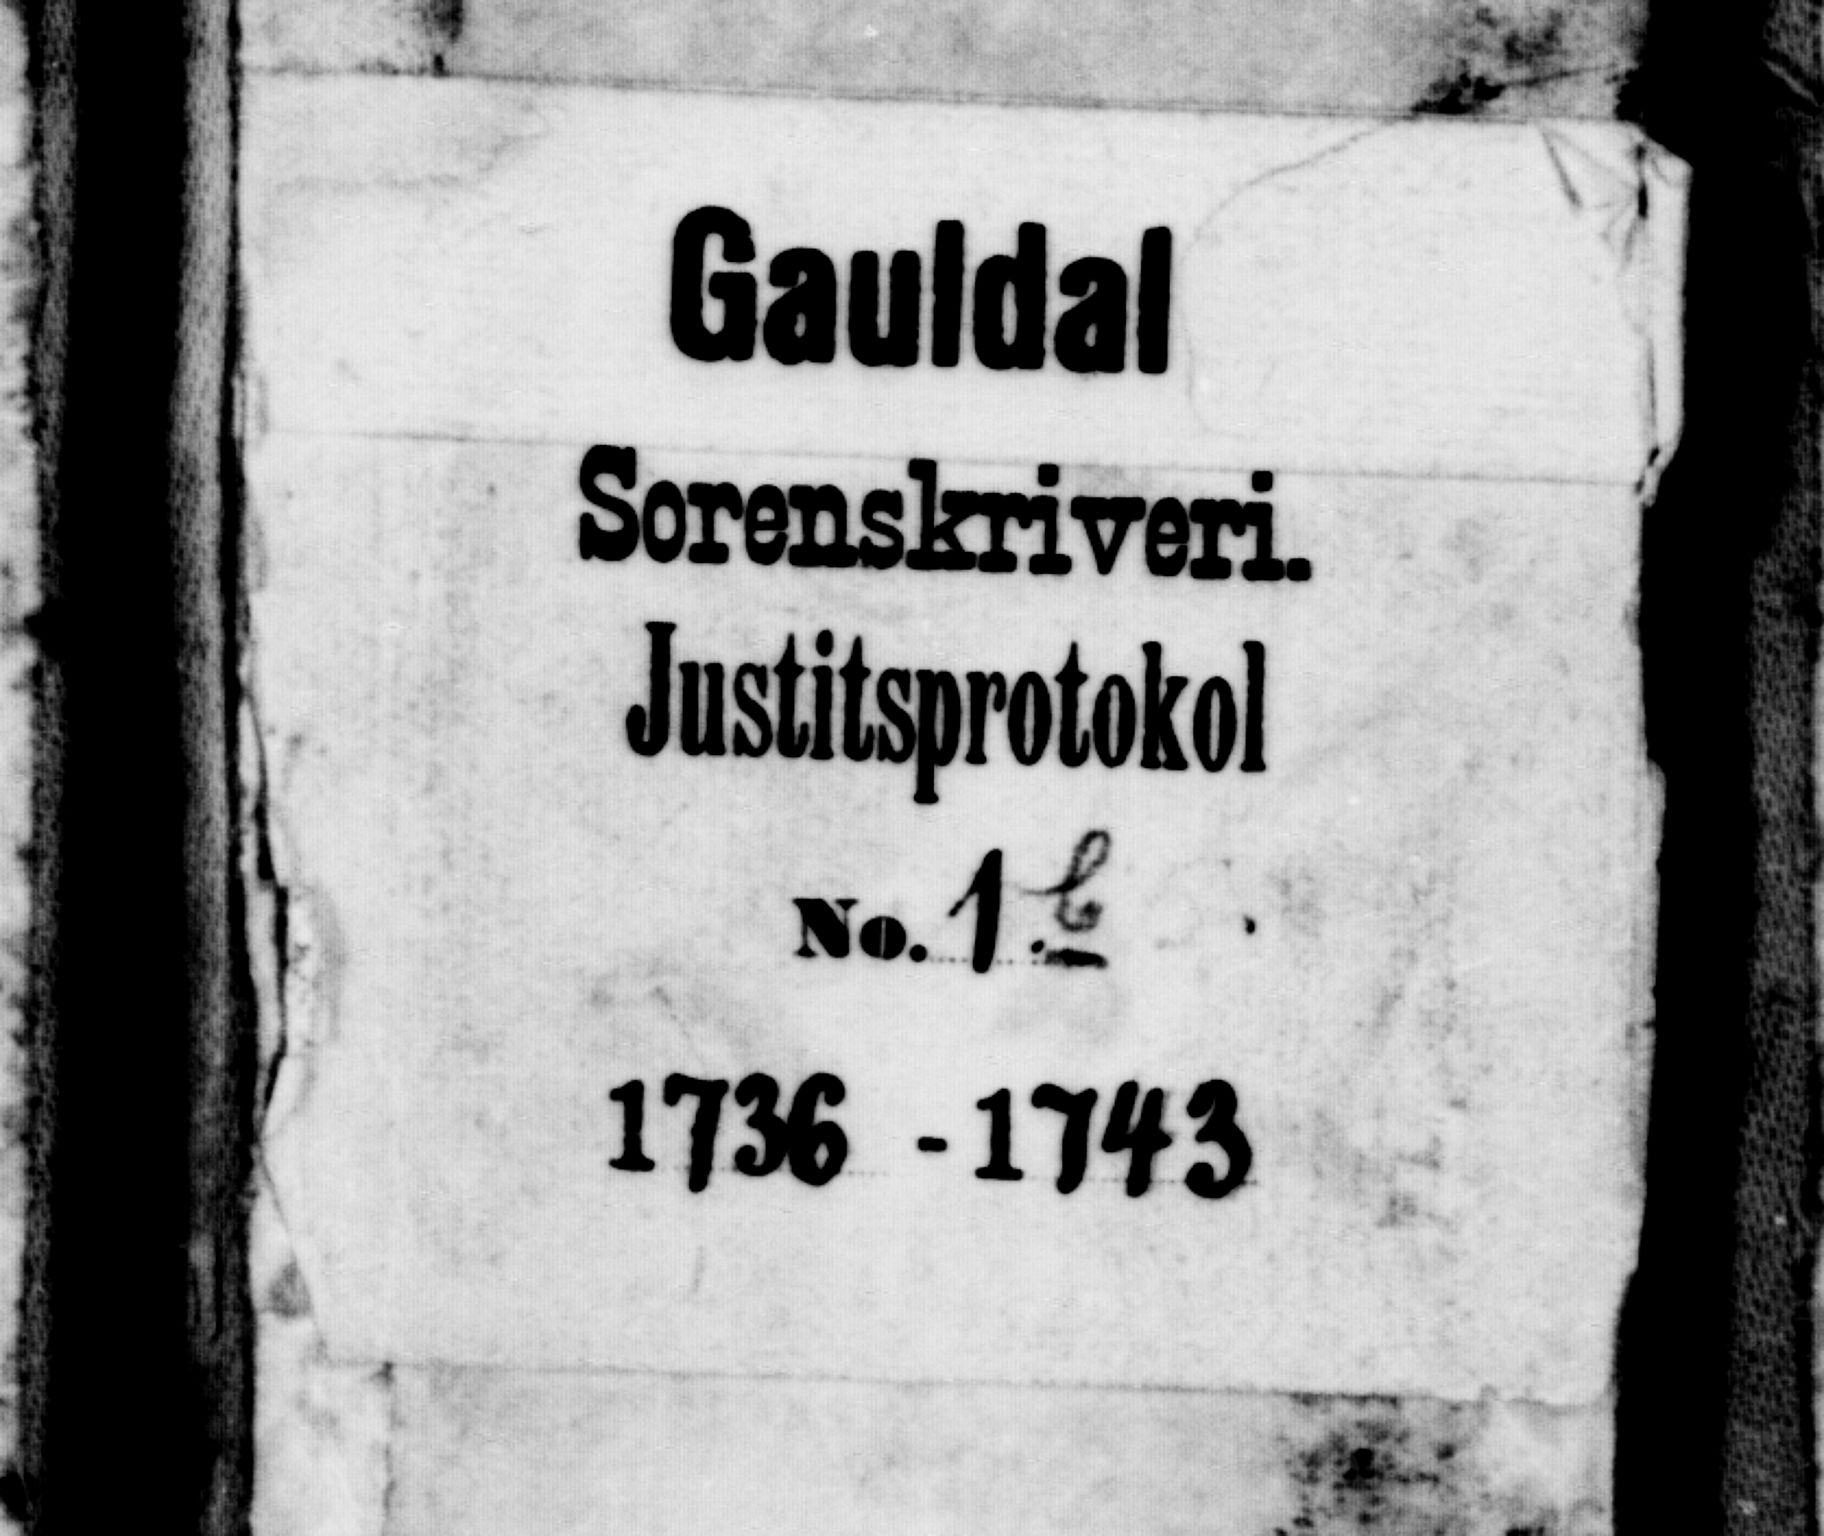 Gauldal
Sorenskriveri.
Justitsprotokol
No. 1.b
1736 - 1743